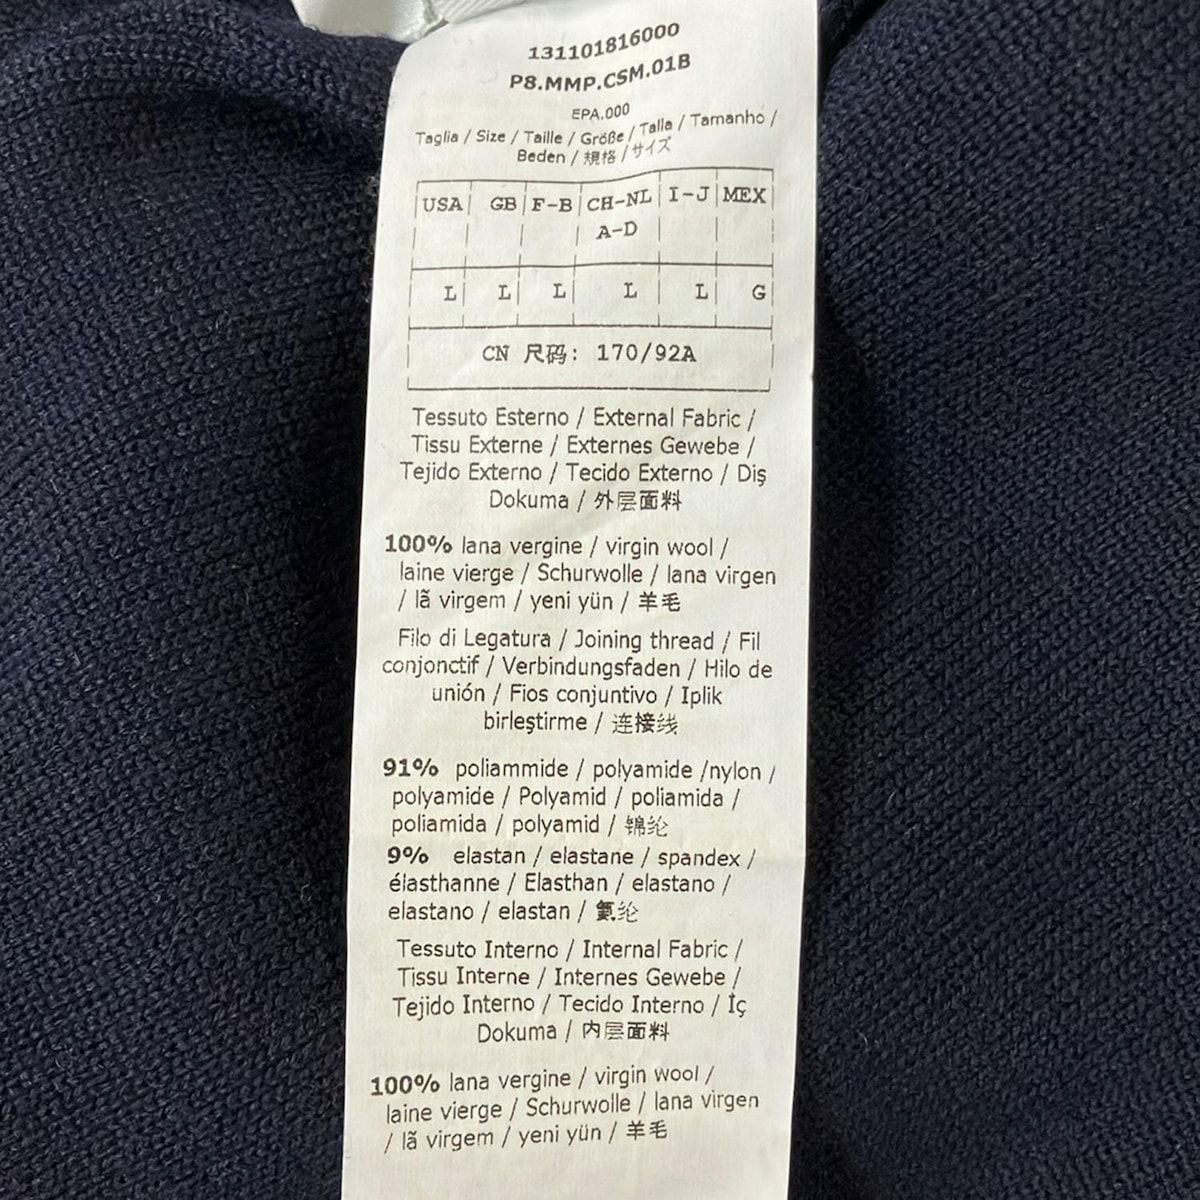 131101816000
P8.MMP.CSM.01B
EPA.000
Taglia / Size / Taille / Größe / Talla / Tamanho /
Beden / 規格 / サイズ
USA GB F-B CH-NL I-J MEX
A-D
L L L L L G
CN 尺码: 170/92A
Tessuto Esterno / External Fabric /
Tissu Externe / Externes Gewebe /
Tejido Externo / Tecido Externo / Diş
Dokuma / 外层面料
100% lana vergine / virgin wool /
laine vierge / Schurwolle / lana virgen
/ lã virgem / yeni yün / 羊毛
Filo di Legatura / Joining thread / Fil
conjonctif / Verbindungsfaden / Hilo de
unión / Fios conjuntivo / Iplik
birleştirme / 连接线
91% poliammide / polyamide /nylon /
polyamide / Polyamid / poliamida /
poliamida / polyamid / 锦纶
9% elastan / elastane / spandex /
élasthanne / Elasthan / elastano /
elastano / elastan / 氨纶
Tessuto Interno / Internal Fabric /
Tissu Interne / Internes Gewebe /
Tejido Interno / Tecido Interno / İç
Dokuma / 内层面料
100% lana vergine / virgin wool /
laine vierge / Schurwolle / lana virgen
/ lã virgem / yeni yün / 羊毛